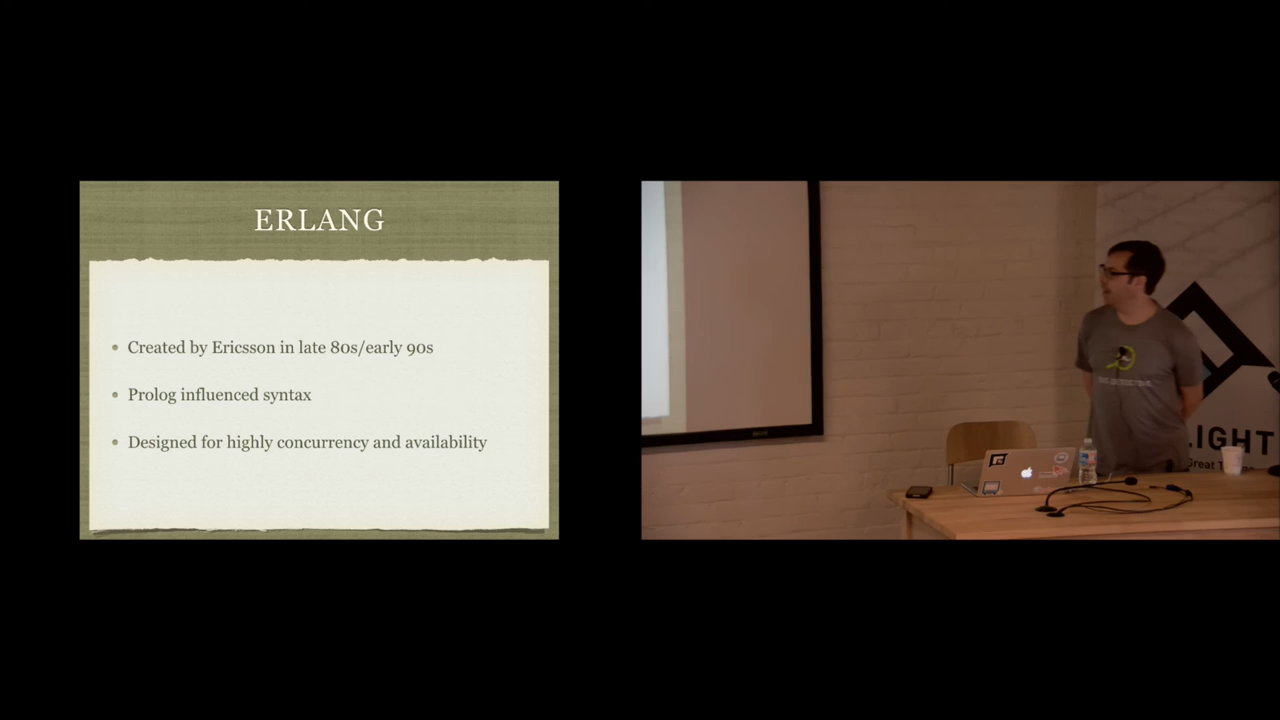 ERLANG
Created by Ericsson in late 80s/early 90s
Prolog influenced syntax
Designed for highly concurrency and availability
LIGHT
Great